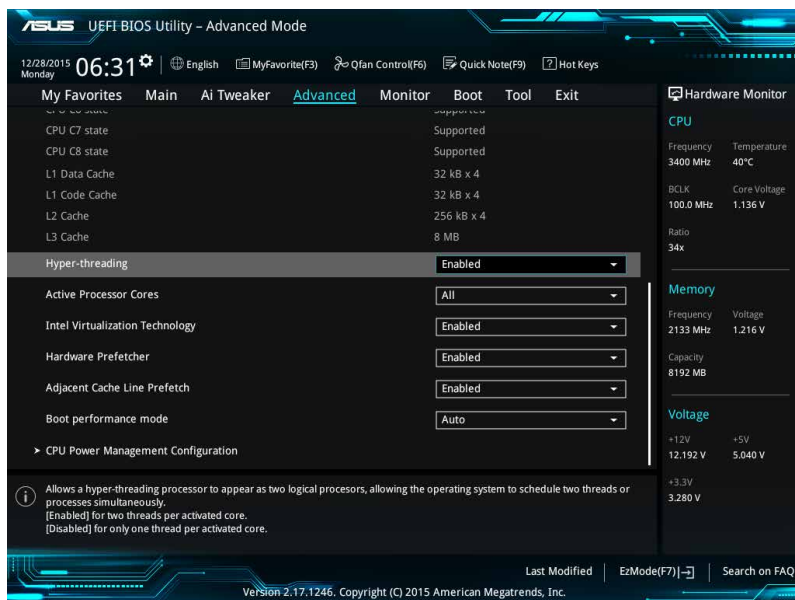 ASUS UEFI BIOS Utility – Advanced Mode
12/28/2015
Monday
06:31
English
MyFavorite(F3)
Qfan Control(F6)
Quick Note(F9)
? Hot Keys
My Favorites
Main
Ai Tweaker
Advanced
Monitor
Boot
Tool
Exit
CPU C7 state Supported
CPU C8 state Supported
L1 Data Cache 32 kB x 4
L1 Code Cache 32 kB x 4
L2 Cache 256 kB x 4
L3 Cache 8 MB
Hyper-threading Enabled
Active Processor Cores All
Intel Virtualization Technology Enabled
Hardware Prefetcher Enabled
Adjacent Cache Line Prefetch Enabled
Boot performance mode Auto
CPU Power Management Configuration
Allows a hyper-threading processor to appear as two logical procesors, allowing the operating system to schedule two threads or
processes simultaneously.
[Enabled] for two threads per activated core.
[Disabled] for only one thread per activated core.
Hardware Monitor
CPU
Frequency Temperature
3400 MHz 40°C
BCLK Core Voltage
100.0 MHz 1.136 V
Ratio
34x
Memory
Frequency Voltage
2133 MHz 1.216 V
Capacity
8192 MB
Voltage
+12V +5V
12.192 V 5.040 V
+3.3V
3.280 V
Last Modified
EzMode(F7)
Search on FAQ
Version 2.17.1246. Copyright (C) 2015 American Megatrends, Inc.